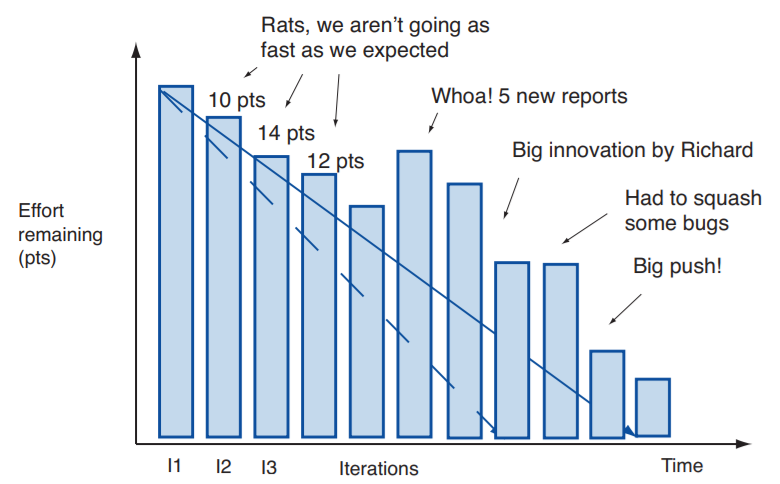 Rats, we aren't going as
fast as we expected
10 pts
14 pts
12 pts
Whoa! 5 new reports
Big innovation by Richard
Had to squash
some bugs
Big push!
Effort
remaining
(pts)
I1 I2 I3 Iterations Time